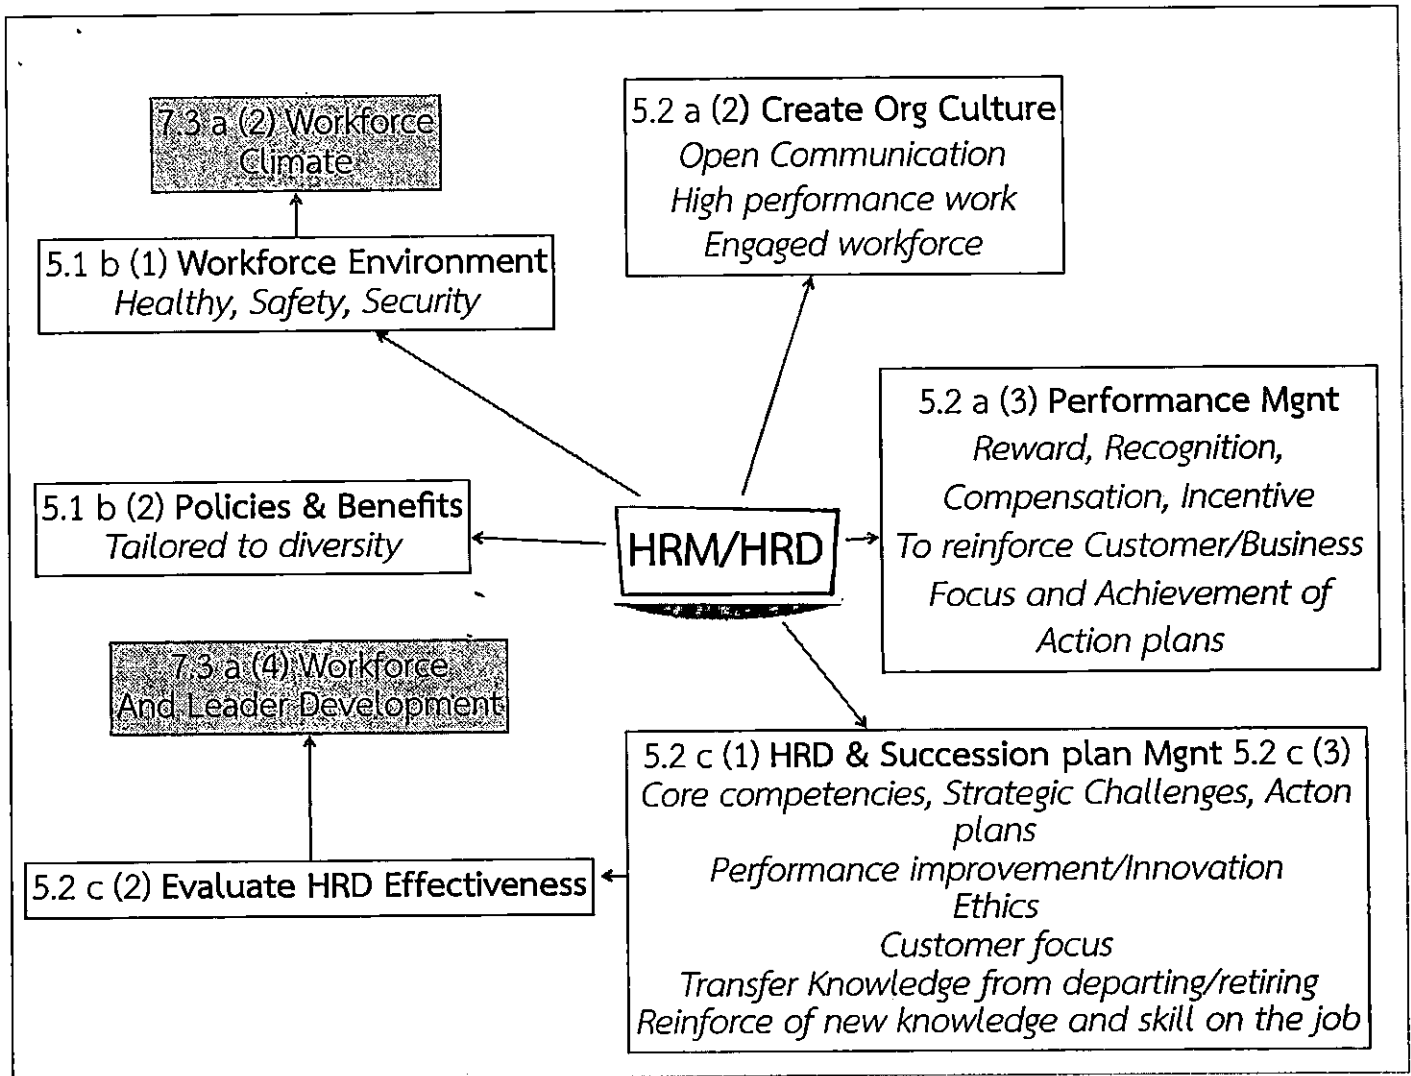 7.3 a (2) Workforce
Climate
5.1 b (1) Workforce Environment
Healthy, Safety, Security
5.2 a (2) Create Org Culture
Open Communication
High performance work
Engaged workforce
5.2 a (3) Performance Mgnt
Reward, Recognition,
Compensation, Incentive
To reinforce Customer/Business
Focus and Achievement of
Action plans
5.1 b (2) Policies & Benefits
Tailored to diversity
HRM/HRD
7.3 a (4) Workforce
And Leader Development
5.2 c (2) Evaluate HRD Effectiveness
5.2 c (1) HRD & Succession plan Mgnt 5.2 c (3)
Core competencies, Strategic Challenges, Acton
plans
Performance improvement/Innovation
Ethics
Customer focus
Transfer Knowledge from departing/retiring
Reinforce of new knowledge and skill on the job